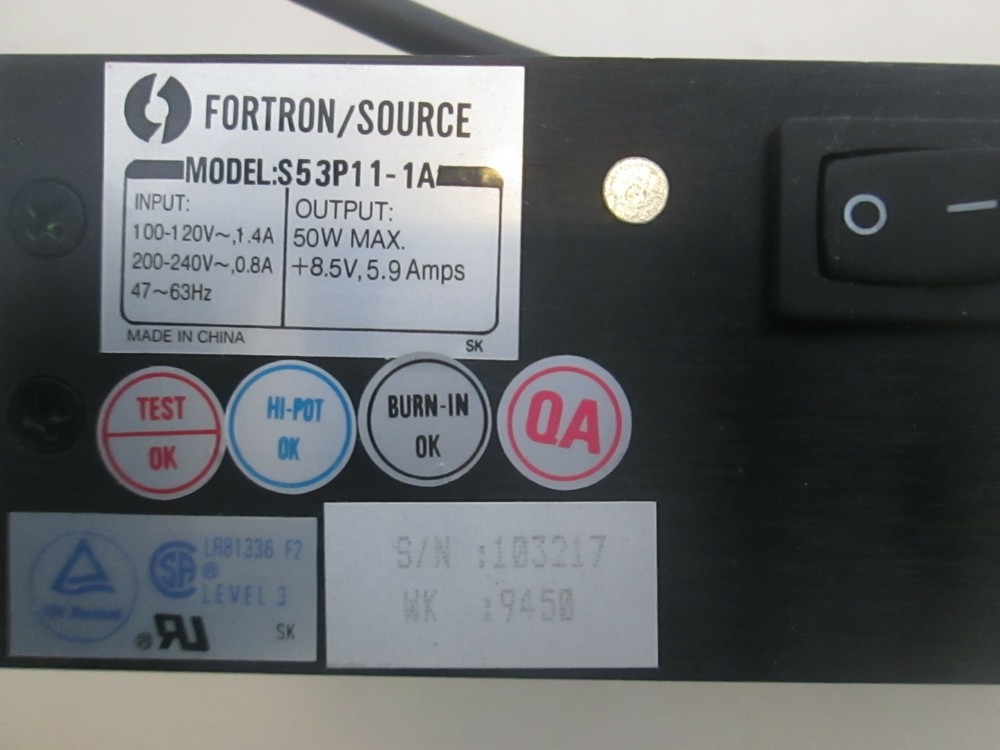 FORTRON/SOURCE
MODEL:S53P11-1A
INPUT:
100-120V~,1.4A
200-240V~,0.8A
47~63Hz
OUTPUT:
50W MAX.
+8.5V,5.9 Amps
MADE IN CHINA
SK
TEST
OK
HI-POT
OK
BURN-IN
OK
QA
LR81336 F2
®
LEVEL 3
SK
S/N :103217
WK :9450
O